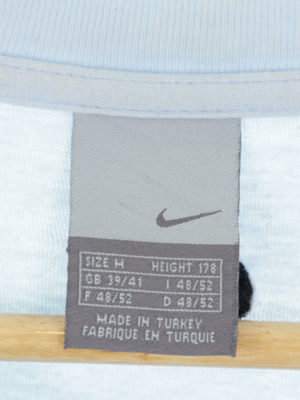 SIZE M HEIGHT 178
GB 39/41 I 48/52
F 48/52 D 48/52
MADE IN TURKEY
FABRIQUE EN TURQUIE